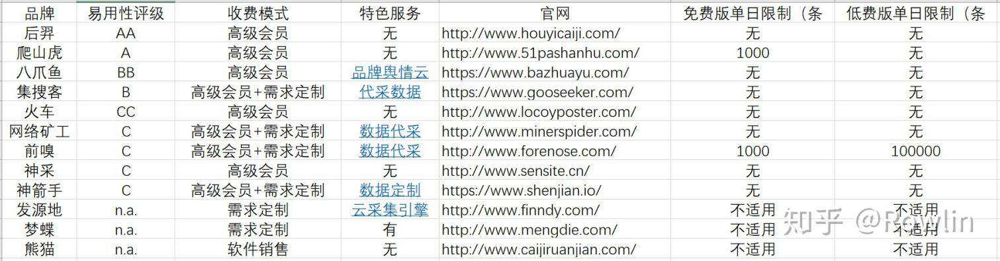 品牌 易用性评级 收费模式 特色服务 官网 免费版单日限制（条 低费版单日限制（条
后羿 AA 高级会员 无 http://www.houyicaiji.com/ 无 无
爬山虎 A 高级会员 无 http://www.51pashanhu.com/ 1000 无
八爪鱼 BB 高级会员 品牌舆情云 https://www.bazhuayu.com/ 无 无
集搜客 B 高级会员+需求定制 代采数据 https://www.gooseeker.com/ 无 无
火车 CC 高级会员 无 http://www.locoyposter.com/ 无 无
网络矿工 C 高级会员+需求定制 数据代采 http://www.minerspider.com/ 无 无
前嗅 C 高级会员+需求定制 数据代采 http://www.forenose.com/ 1000 100000
神采 C 高级会员 无 http://www.sensite.cn/ 无 无
神箭手 C 高级会员+需求定制 数据定制 https://www.shenjian.io/ 无 无
发源地 n.a. 需求定制 云采集引擎 http://www.finndy.com/ 不适用 不适用
梦蝶 n.a. 需求定制 有 http://www.mengdie.com/ 不适用 不适用
熊猫 n.a. 软件销售 无 http://www.caijiruanjian.com/ 不适用 不适用
知乎 @Rowlin